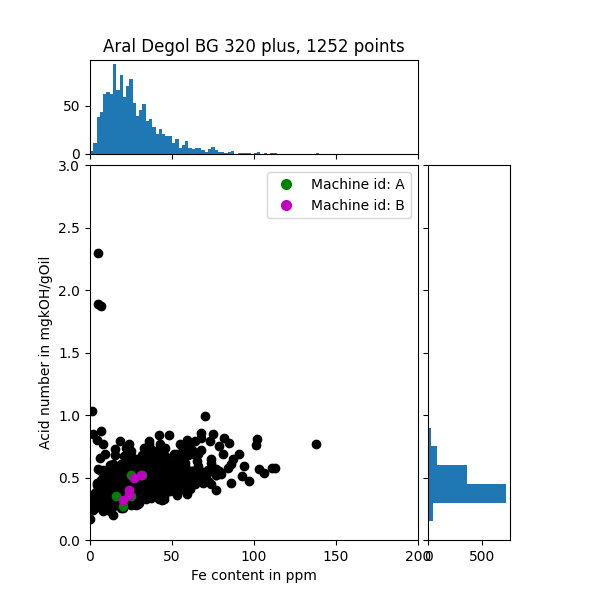 Aral Degol BG 320 plus, 1252 points
50
0
3.0
2.5
2.0
1.5
1.0
0.5
0.0
Acid number in mgkOH/gOil
Machine id: A
Machine id: B
0 50 100 150 200
Fe content in ppm
0 500